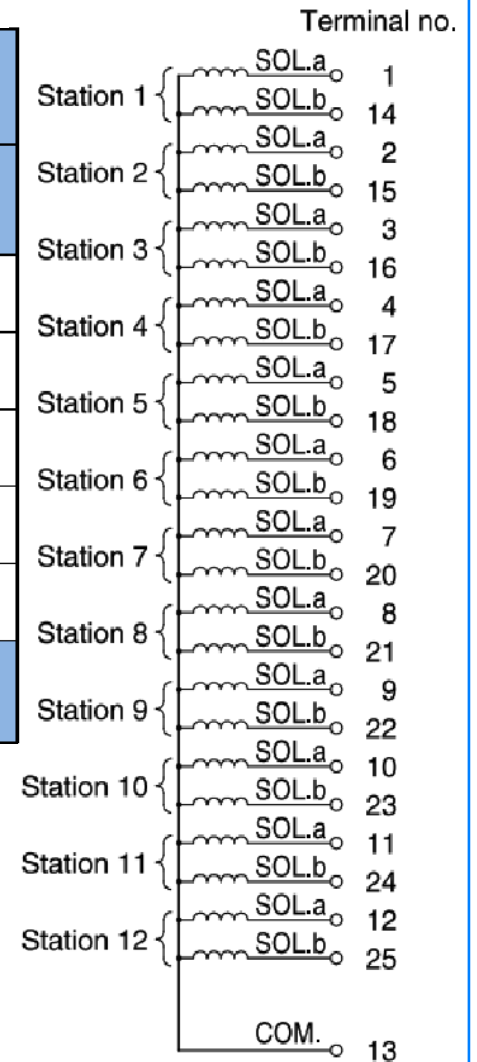 Terminal no.
Station 1 SOL.a 1
SOL.b 14
Station 2 SOL.a 2
SOL.b 15
Station 3 SOL.a 3
SOL.b 16
Station 4 SOL.a 4
SOL.b 17
Station 5 SOL.a 5
SOL.b 18
Station 6 SOL.a 6
SOL.b 19
Station 7 SOL.a 7
SOL.b 20
Station 8 SOL.a 8
SOL.b 21
Station 9 SOL.a 9
SOL.b 22
Station 10 SOL.a 10
SOL.b 23
Station 11 SOL.a 11
SOL.b 24
Station 12 SOL.a 12
SOL.b 25
COM. 13